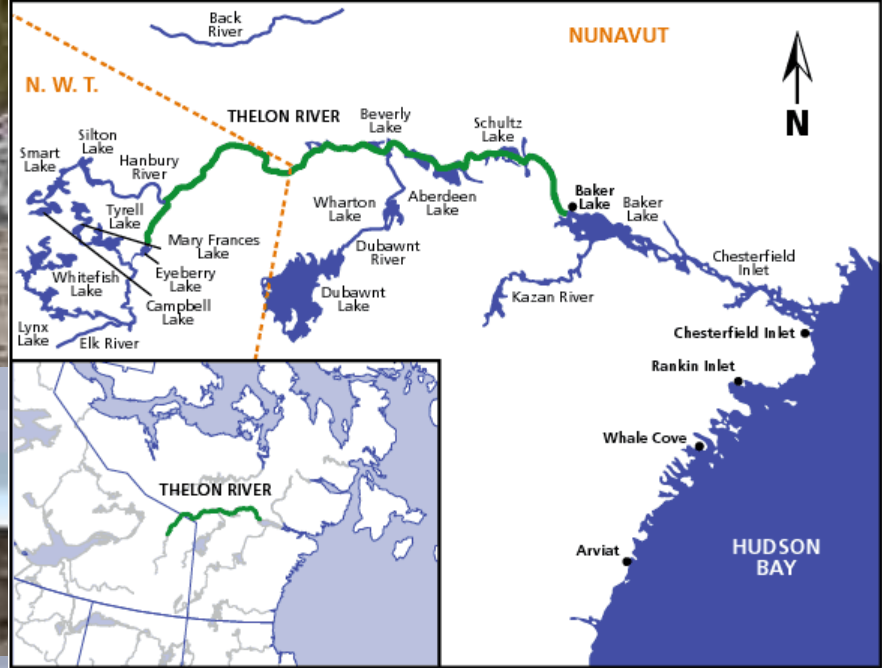 Back
River
NUNAVUT
N. W. T.
N
THELON RIVER
Beverly
Lake
Schultz
Lake
Silton
Lake
Smart
Lake
Hanbury
River
Tyrell
Lake
Wharton
Lake
Aberdeen
Lake
Baker
Lake
Baker
Lake
Mary Frances
Lake
Dubawnt
River
Eyeberry
Lake
Whitefish
Lake
Chesterfield
Inlet
Campbell
Lake
Dubawnt
Lake
Kazan River
Lynx
Lake
Elk River
Chesterfield Inlet
Rankin Inlet
Whale Cove
THELON RIVER
Arviat
HUDSON
BAY